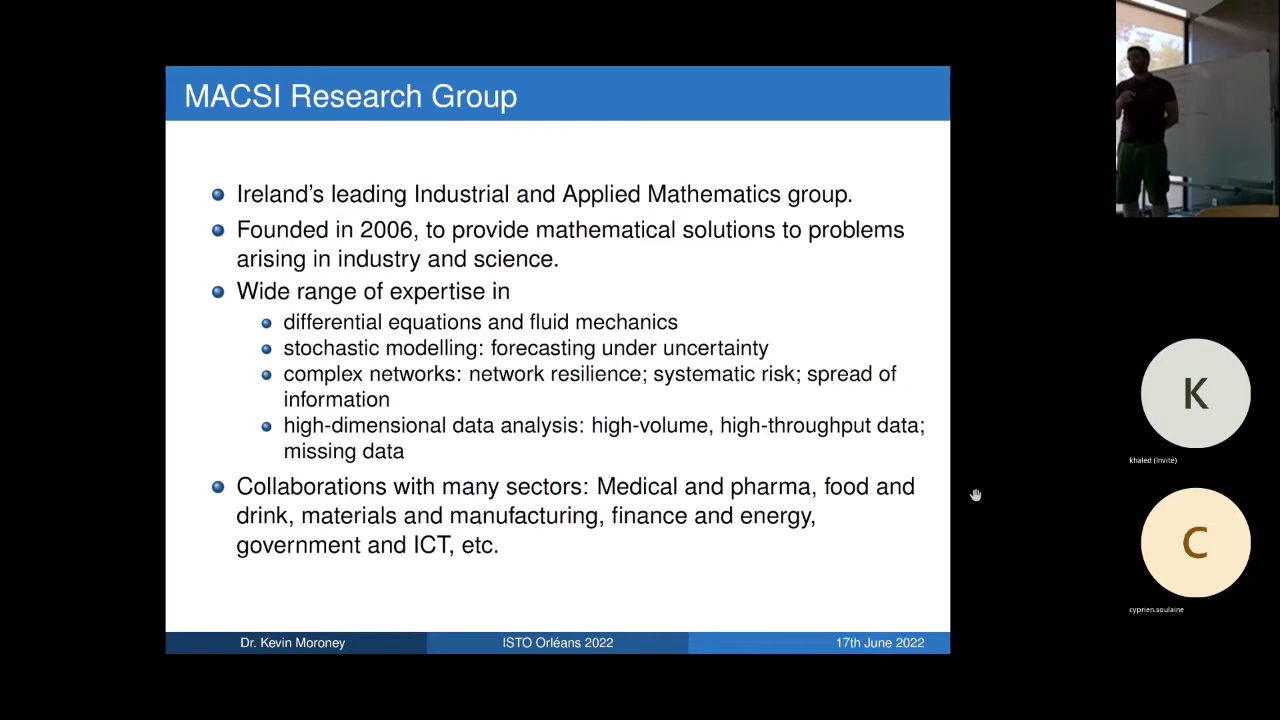 MACSI Research Group
Ireland's leading Industrial and Applied Mathematics group.
Founded in 2006, to provide mathematical solutions to problems
arising in industry and science.
Wide range of expertise in
differential equations and fluid mechanics
stochastic modelling: forecasting under uncertainty
complex networks: network resilience; systematic risk; spread of
information
high-dimensional data analysis: high-volume, high-throughput data;
missing data
Collaborations with many sectors: Medical and pharma, food and
drink, materials and manufacturing, finance and energy,
government and ICT, etc.
Dr. Kevin Moroney
ISTO Orléans 2022
17th June 2022
K
khaled (Invité)
C
cyprien.soulaine